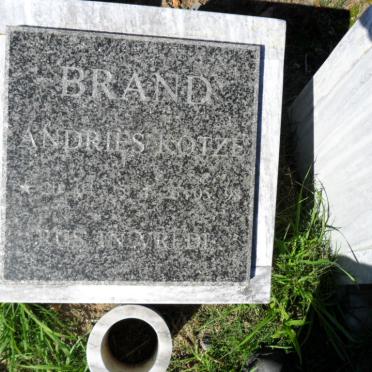 BRAND
ANDRIES KOTZE
RUS IN VREDE